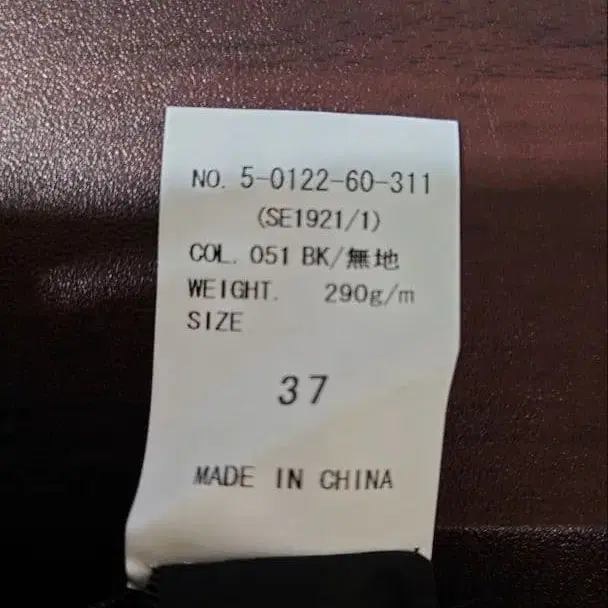 NO. 5-0122-60-311
(SE1921/1)
COL. 051 BK/無地
WEIGHT. 290g/m
SIZE
37
MADE IN CHINA